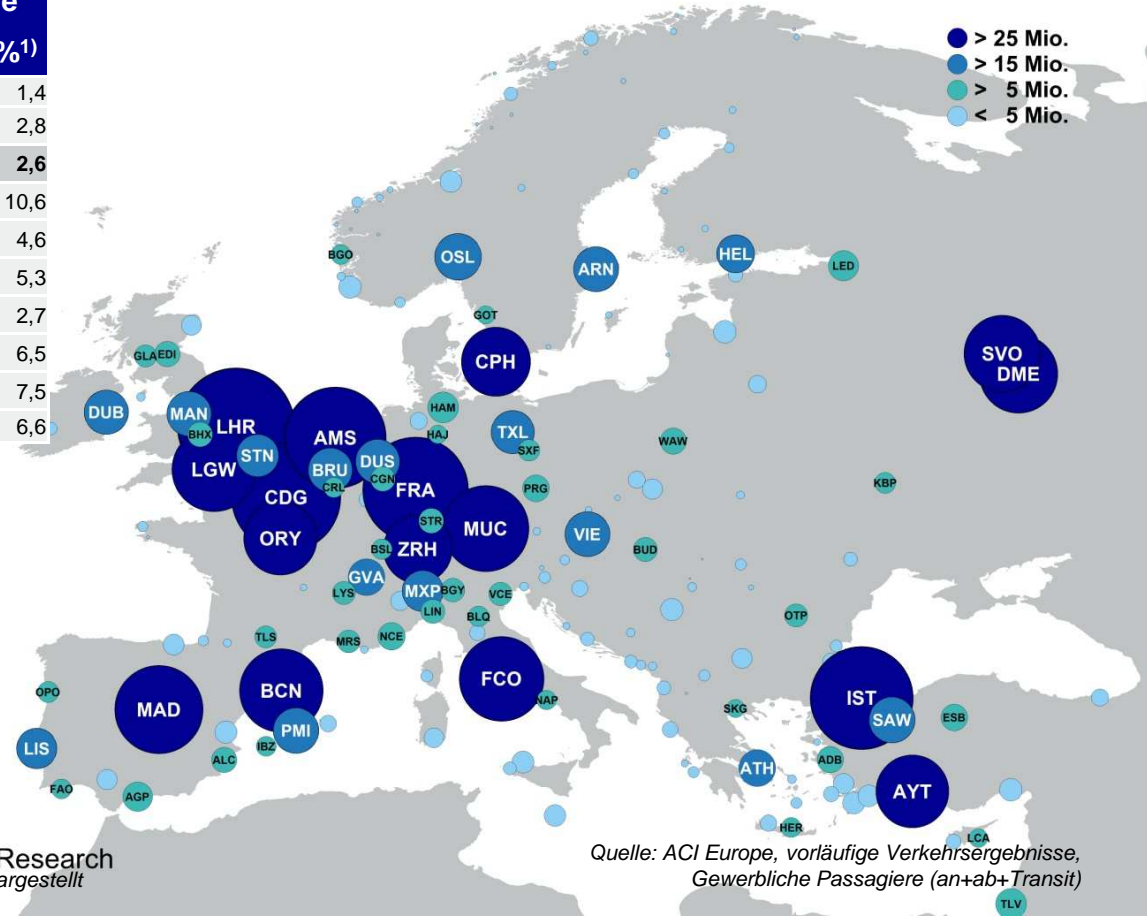 e
%1)
1,4
2,8
2,6
10,6
4,6
5,3
2,7
6,5
7,5
6,6
> 25 Mio.
> 15 Mio.
> 5 Mio.
< 5 Mio.
BGO
OSL
ARN
HEL
LED
GOT
GLA
EDI
CPH
SVO
DME
DUB
MAN
BHX
LHR
AMS
HAM
HAJ
TXL
SXF
WAW
LGW
STN
BRU
DUS
CGN
CRL
CDG
FRA
PRG
KBP
ORY
STR
MUC
VIE
BSL
ZRH
BUD
GVA
LYS
MXP
BGY
VCE
LIN
BLQ
OTP
TLS
MRS
NCE
OPO
MAD
BCN
FCO
NAP
IST
SAW
ESB
SKG
LIS
PMI
IBZ
ALC
ATH
ADB
FAO
AGP
AYT
HER
LCA
TLV
Research
argestellt
Quelle: ACI Europe, vorläufige Verkehrsergebnisse,
Gewerbliche Passagiere (an+ab+Transit)